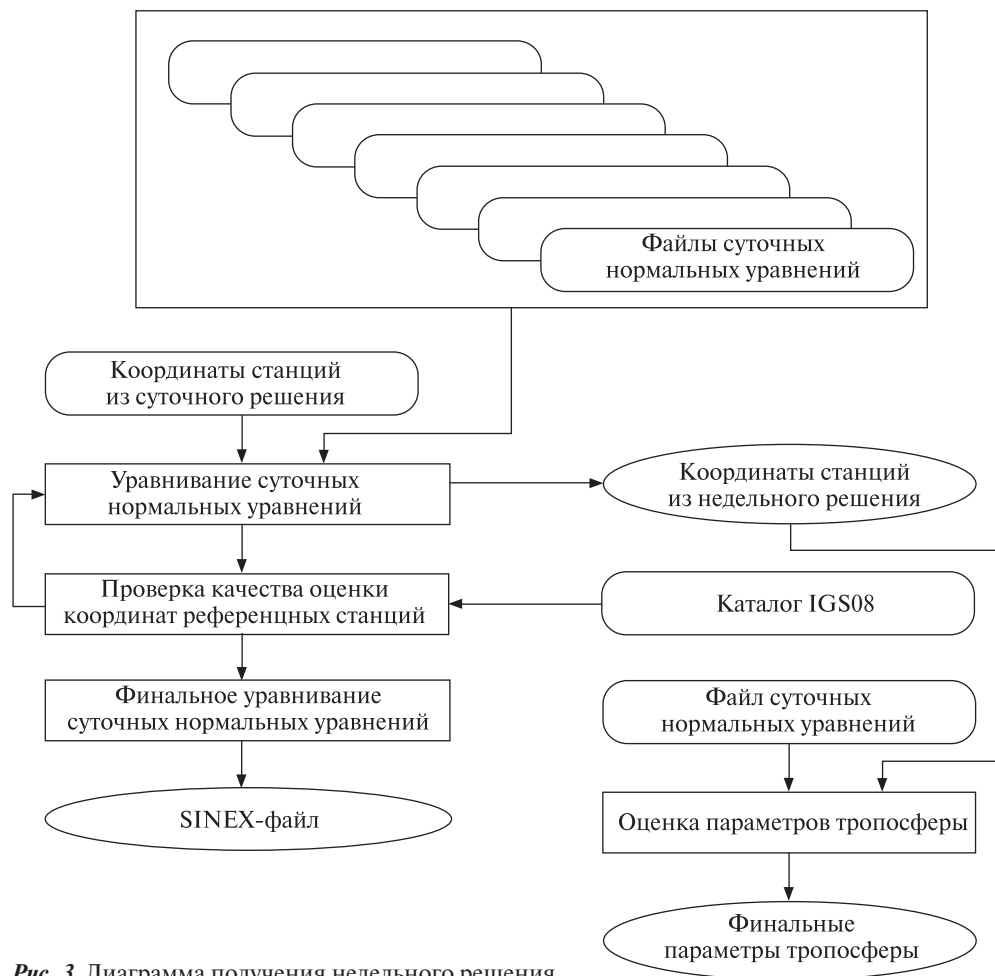 Файлы суточных
нормальных уравнений
Координаты станций
из суточного решения
Уравнивание суточных
нормальных уравнений
Координаты станций
из недельного решения
Проверка качества оценки
координат референцных станций
Каталог IGS08
Финальное уравнивание
суточных нормальных уравнений
Файл суточных
нормальных уравнений
SINEX-файл
Оценка параметров тропосферы
Финальные
параметры тропосферы
Рис. 3. Диаграмма получения недельного решения